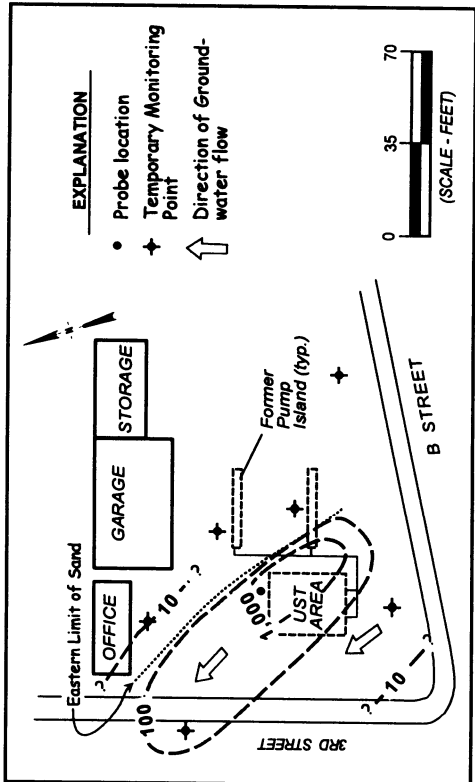 EXPLANATION
Probe location
Temporary Monitoring
Point
Direction of Ground-
water flow
0 35 70
(SCALE - FEET)
N
STORAGE
GARAGE
OFFICE
Eastern Limit of Sand
Former
Pump
Island (typ.)
? - 10 - ?
100
1,000
UST
AREA
? - 10 - ?
3RD STREET
B STREET